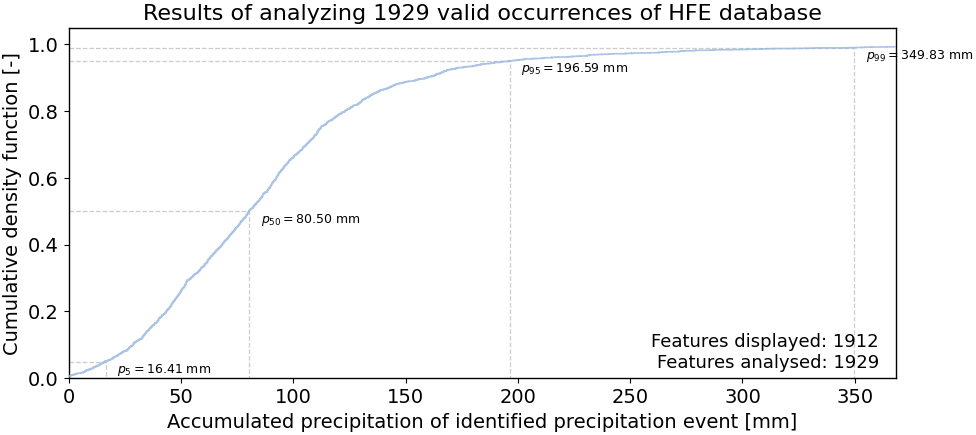 Results of analyzing 1929 valid occurrences of HFE database
Cumulative density function [-]
1.0
0.8
0.6
0.4
0.2
0.0
p99 = 349.83 mm
p95 = 196.59 mm
p50 = 80.50 mm
p5 = 16.41 mm
Features displayed: 1912
Features analysed: 1929
0 50 100 150 200 250 300 350
Accumulated precipitation of identified precipitation event [mm]